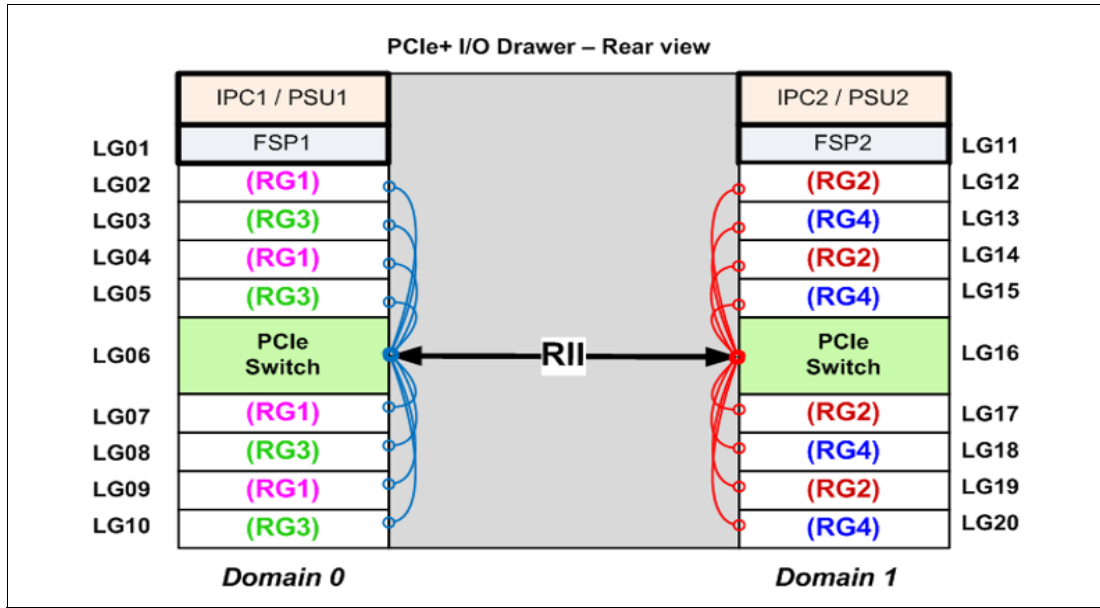 PCIe+ I/O Drawer – Rear view
IPC1 / PSU1
IPC2 / PSU2
LG01
FSP1
FSP2
LG11
LG02
(RG1)
(RG2)
LG12
LG03
(RG3)
(RG4)
LG13
LG04
(RG1)
(RG2)
LG14
LG05
(RG3)
(RG4)
LG15
LG06
PCIe
Switch
RII
PCIe
Switch
LG16
LG07
(RG1)
(RG2)
LG17
LG08
(RG3)
(RG4)
LG18
LG09
(RG1)
(RG2)
LG19
LG10
(RG3)
(RG4)
LG20
Domain 0
Domain 1